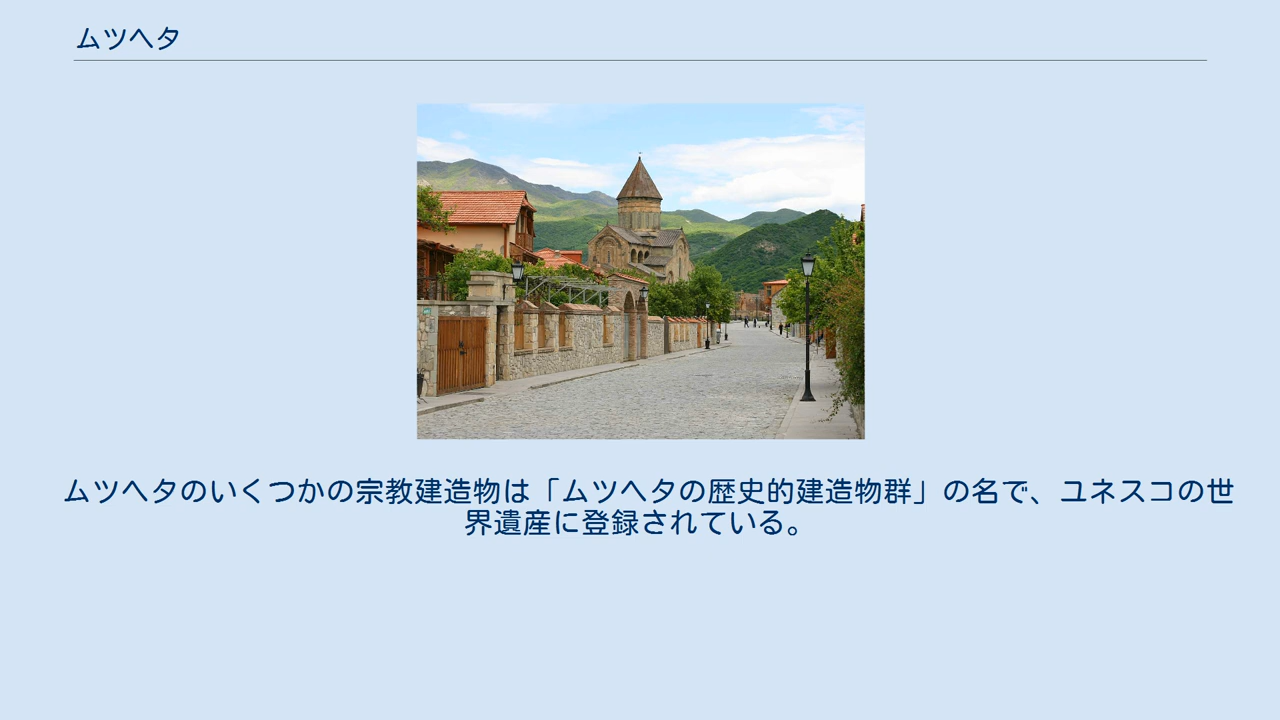 ムツヘタ
ムツヘタのいくつかの宗教建造物は「ムツヘタの歴史的建造物群」の名で、ユネスコの世
界遺産に登録されている。